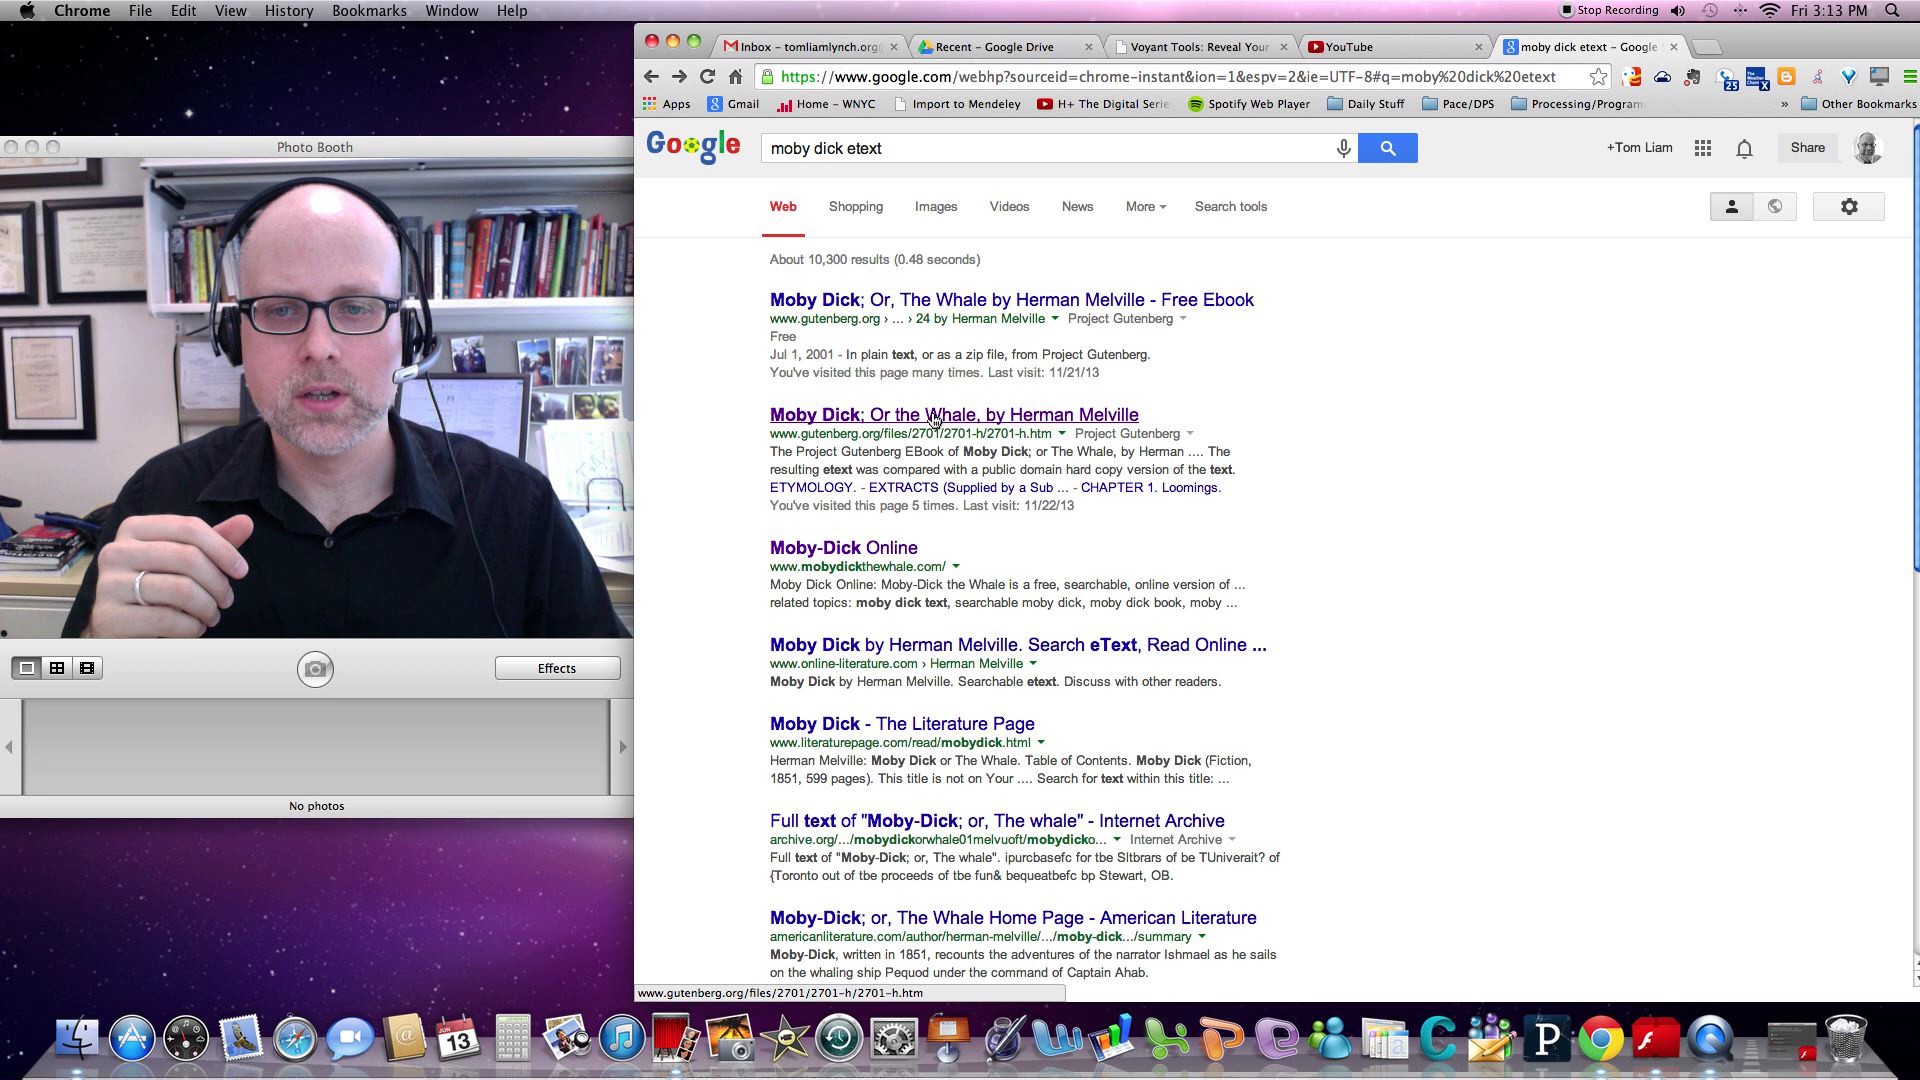 Chrome File Edit View History Bookmarks Window Help
Stop Recording Fri 3:13 PM
Photo Booth
Effects
No photos
Inbox – tomliamlynch.org
Recent – Google Drive
Voyant Tools: Reveal Your
YouTube
moby dick etext – Google
https://www.google.com/webhp?sourceid=chrome-instant&ion=1&espv=2&ie=UTF-8#q=moby%20dick%20etext
25
Apps Gmail Home – WNYC Import to Mendeley H+ The Digital Serie Spotify Web Player Daily Stuff Pace/DPS Processing/Program » Other Bookmarks
Google
moby dick etext
+Tom Liam Share
Web Shopping Images Videos News More Search tools
About 10,300 results (0.48 seconds)
Moby Dick; Or, The Whale by Herman Melville - Free Ebook
www.gutenberg.org › ... › 24 by Herman Melville Project Gutenberg
Free
Jul 1, 2001 - In plain text, or as a zip file, from Project Gutenberg.
You've visited this page many times. Last visit: 11/21/13
Moby Dick; Or the Whale, by Herman Melville
www.gutenberg.org/files/2701/2701-h/2701-h.htm Project Gutenberg
The Project Gutenberg EBook of Moby Dick; or The Whale, by Herman .... The
resulting etext was compared with a public domain hard copy version of the text.
ETYMOLOGY. - EXTRACTS (Supplied by a Sub ... - CHAPTER 1. Loomings.
You've visited this page 5 times. Last visit: 11/22/13
Moby-Dick Online
www.mobydickthewhale.com/
Moby Dick Online: Moby-Dick the Whale is a free, searchable, online version of ...
related topics: moby dick text, searchable moby dick, moby dick book, moby ...
Moby Dick by Herman Melville. Search eText, Read Online ...
www.online-literature.com › Herman Melville
Moby Dick by Herman Melville. Searchable etext. Discuss with other readers.
Moby Dick - The Literature Page
www.literaturepage.com/read/mobydick.html
Herman Melville: Moby Dick or The Whale. Table of Contents. Moby Dick (Fiction,
1851, 599 pages). This title is not on Your .... Search for text within this title: ...
Full text of "Moby-Dick; or, The whale" - Internet Archive
archive.org/.../mobydickorwhale01melvuoft/mobydicko... Internet Archive
Full text of "Moby-Dick; or, The whale". ipurcbasefc for tbe Sltbrars of be TUniverait? of
{Toronto out of tbe proceeds of tbe fun& bequeatbefc bp Stewart, OB.
Moby-Dick; or, The Whale Home Page - American Literature
americanliterature.com/author/herman-melville/.../moby-dick.../summary
Moby-Dick, written in 1851, recounts the adventures of the narrator Ishmael as he sails
on the whaling ship Pequod under the command of Captain Ahab.
www.gutenberg.org/files/2701/2701-h/2701-h.htm
JUN
13